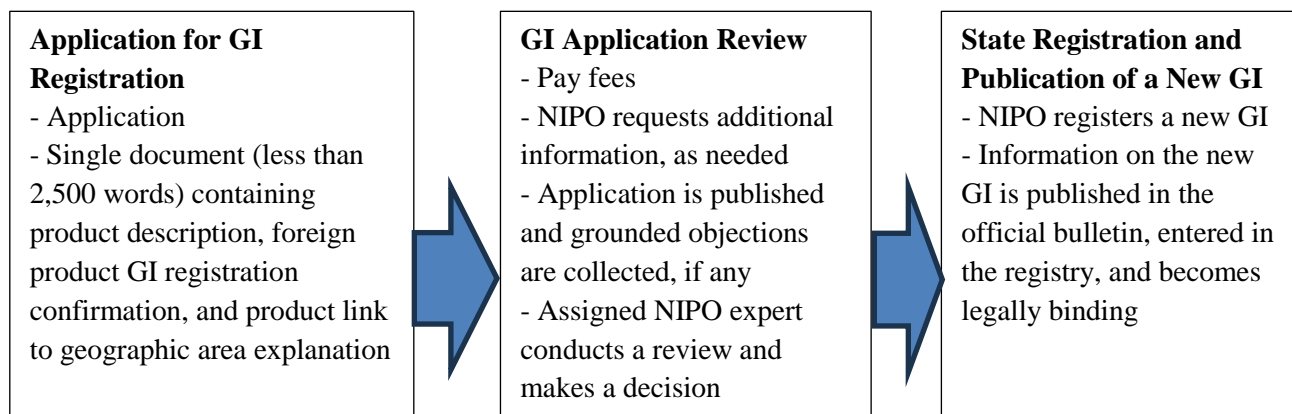 Application for GI
Registration
- Application
- Single document (less than
2,500 words) containing
product description, foreign
product GI registration
confirmation, and product link
to geographic area explanation
GI Application Review
- Pay fees
- NIPO requests additional
information, as needed
- Application is published
and grounded objections
are collected, if any
- Assigned NIPO expert
conducts a review and
makes a decision
State Registration and
Publication of a New GI
- NIPO registers a new GI
- Information on the new
GI is published in the
official bulletin, entered in
the registry, and becomes
legally binding